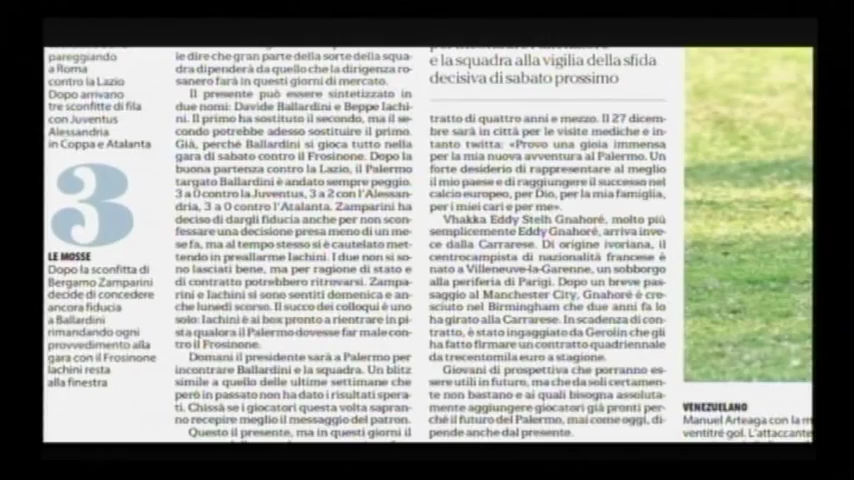 pareggiando
a Roma
contro la Lazio
Dopo arrivano
tre sconfitte di fila
con Juventus
Alessandria
in Coppa e Atalanta
3
LE MOSSE
Dopo la sconfitta di
Bergamo Zamparini
decide di concedere
ancora fiducia
a Ballardini
rimandando ogni
provvedimento alla
gara con il Frosinone
Iachini resta
alla finestra
le dire che gran parte della sorte della squa-
dra dipenderà da quello che la dirigenza ro-
sanero farà in questi giorni di mercato.
Il presente può essere sintetizzato in
due nomi: Davide Ballardini e Beppe Iachi-
ni. Il primo ha sostituto il secondo, ma il se-
condo potrebbe adesso sostituire il primo.
Già, perché Ballardini si gioca tutto nella
gara di sabato contro il Frosinone. Dopo la
buona partenza contro la Lazio, il Palermo
targato Ballardini è andato sempre peggio.
3 a 0 contro la Juventus, 3 a 2 con l'Alessan-
dria, 3 a 0 contro l'Atalanta. Zamparini ha
deciso di dargli fiducia anche per non scon-
fessare una decisione presa meno di un me-
se fa, ma al tempo stesso si è cautelato met-
tendo in preallarme Iachini. I due non si so-
no lasciati bene, ma per ragione di stato e
di contratto potrebbero ritrovarsi. Zampa-
rini e Iachini si sono sentiti domenica e an-
che lunedì scorso. Il succo dei colloqui è uno
solo: Iachini è ai box pronto a rientrare in pi-
sta qualora il Palermo dovesse far male con-
tro il Frosinone.
Domani il presidente sarà a Palermo per
incontrare Ballardini e la squadra. Un blitz
simile a quello delle ultime settimane che
però in passato non ha dato i risultati spera-
ti. Chissà se i giocatori questa volta sapran-
no recepire meglio il messaggio del patron.
Questo il presente, ma in questi giorni il
e la squadra alla vigilia della sfida
decisiva di sabato prossimo
tratto di quattro anni e mezzo. Il 27 dicem-
bre sarà in città per le visite mediche e in-
tanto twitta: «Provo una gioia immensa
per la mia nuova avventura al Palermo. Un
forte desiderio di rappresentare al meglio
il mio paese e di raggiungere il successo nel
calcio europeo, per Dio, per la mia famiglia,
per i miei cari e per me».
Vhakka Eddy Stelh Gnahoré, molto più
semplicemente Eddy Gnahoré, arriva inve-
ce dalla Carrarese. Di origine ivoriana, il
centrocampista di nazionalità francese è
nato a Villeneuve-la-Garenne, un sobborgo
alla periferia di Parigi. Dopo un breve pas-
saggio al Manchester City, Gnahoré è cre-
sciuto nel Birmingham che due anni fa lo
ha girato alla Carrarese. In scadenza di con-
tratto, è stato ingaggiato da Gerolin che gli
ha fatto firmare un contratto quadriennale
da trecentomila euro a stagione.
Giovani di prospettiva che porranno es-
sere utili in futuro, ma che da soli certamen-
te non bastano e ai quali bisogna assoluta-
mente aggiungere giocatori già pronti per-
ché il futuro del Palermo, mai come oggi, di-
pende anche dal presente.
VENEZUELANO
Manuel Arteaga con la m
ventitré gol. L'attaccante